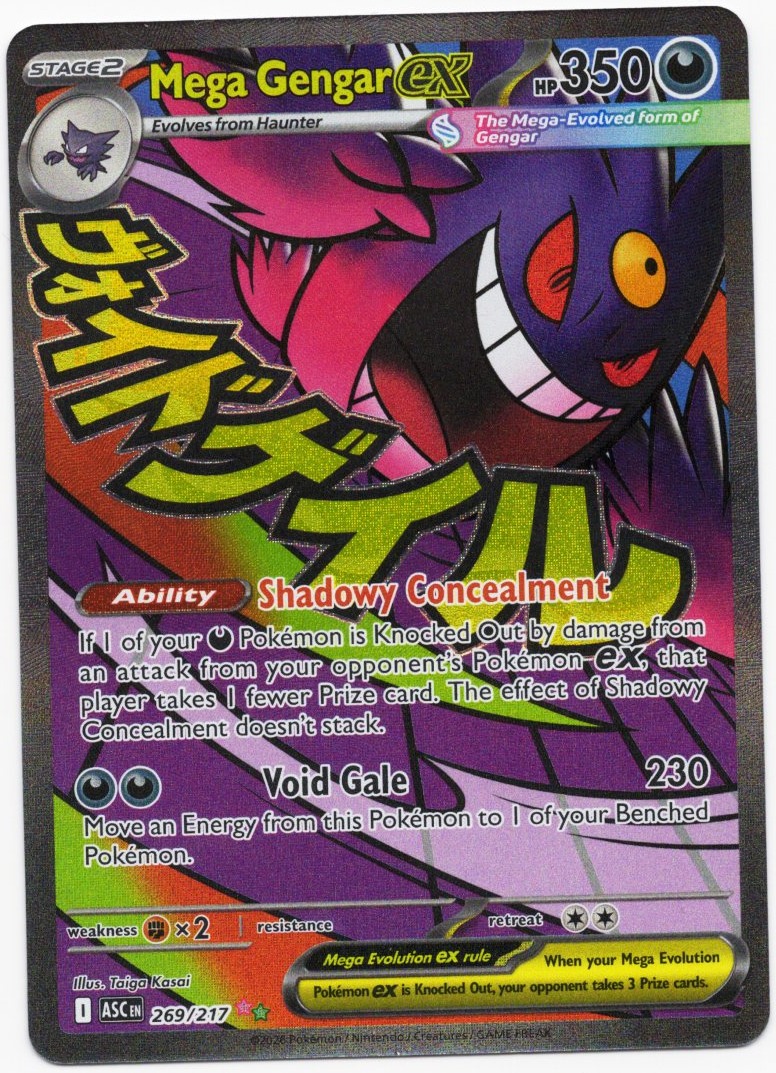 STAGE2
Mega Gengar ex
HP 350
Evolves from Haunter
The Mega-Evolved form of
Gengar
ヴォイドゲイル
Ability Shadowy Concealment
If 1 of your Pokémon is Knocked Out by damage from
an attack from your opponent's Pokémon ex, that
player takes 1 fewer Prize card. The effect of Shadowy
Concealment doesn't stack.
Void Gale 230
Move an Energy from this Pokémon to 1 of your Benched
Pokémon.
weakness ×2 resistance retreat
Mega Evolution ex rule When your Mega Evolution
Pokémon ex is Knocked Out, your opponent takes 3 Prize cards.
Illus. Taiga Kasai
I ASC EN 269/217
©2026 Pokémon / Nintendo / Creatures / GAME FREAK